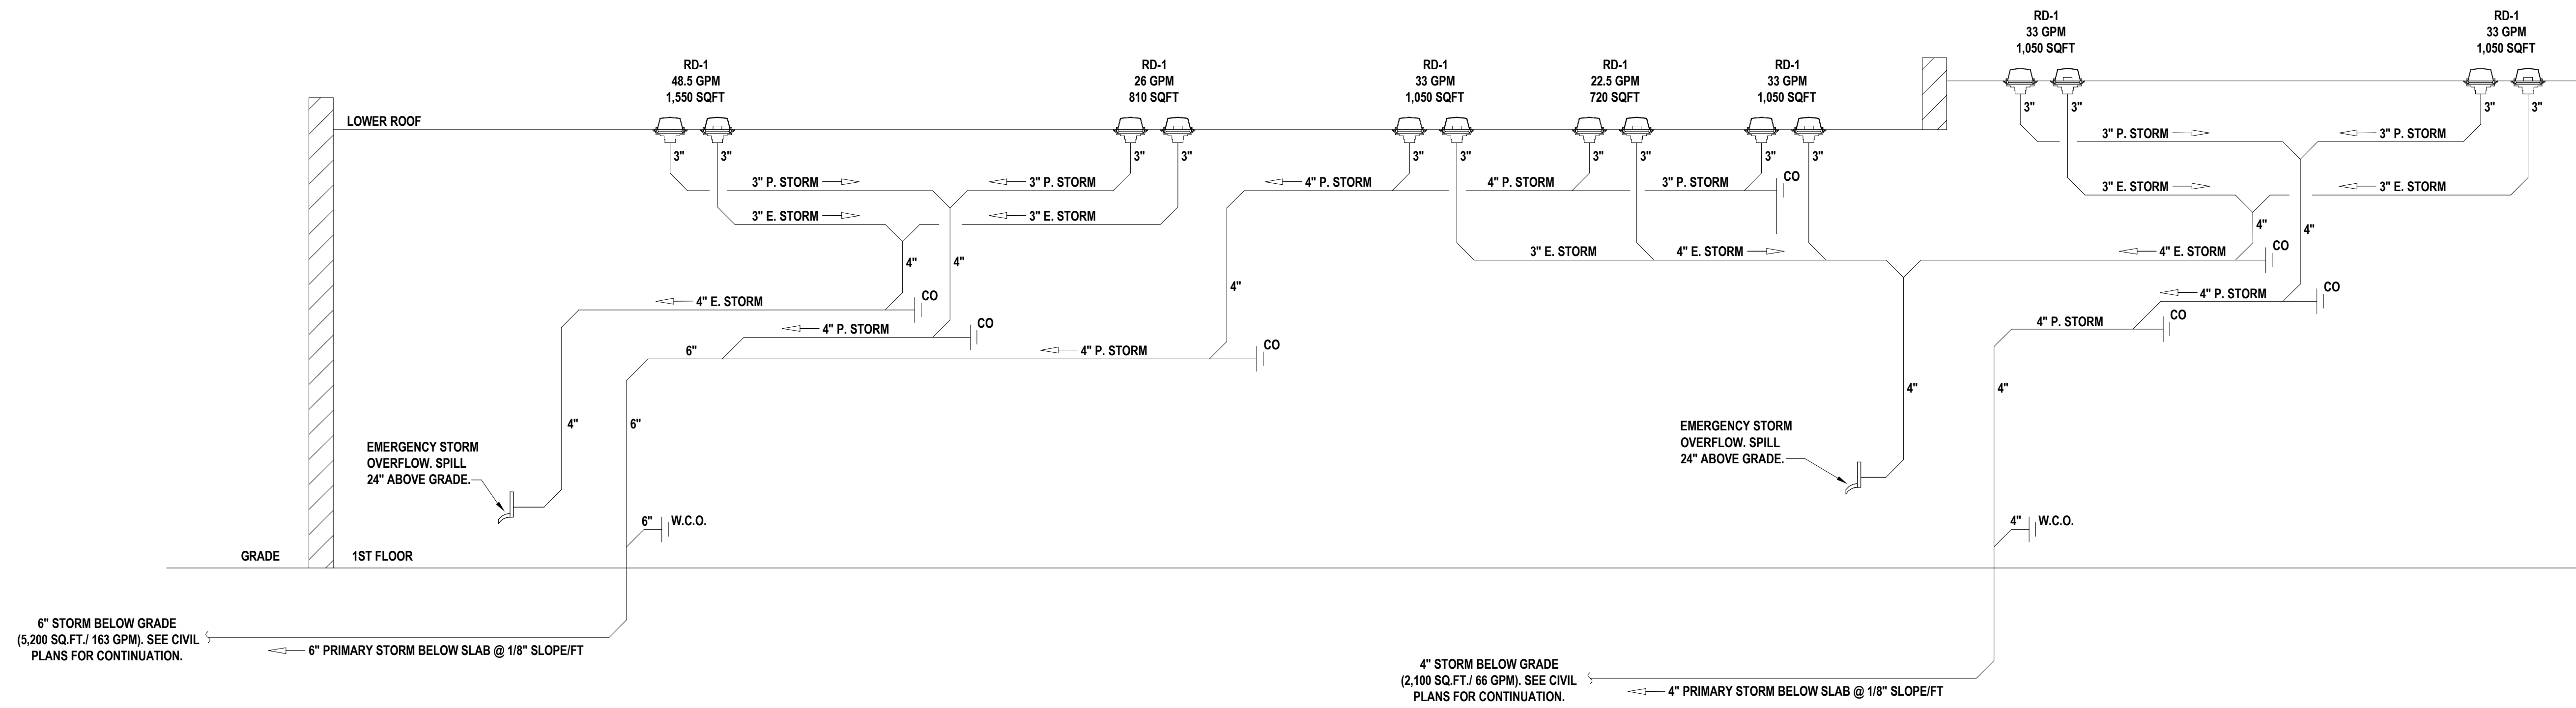 RD-1
33 GPM
1,050 SQFT
RD-1
33 GPM
1,050 SQFT
RD-1
48.5 GPM
1,550 SQFT
RD-1
26 GPM
810 SQFT
RD-1
33 GPM
1,050 SQFT
RD-1
22.5 GPM
720 SQFT
RD-1
33 GPM
1,050 SQFT
LOWER ROOF
3"
3"
3"
3"
3"
3"
3"
3"
3"
3"
3"
3"
3"
3"
3" P. STORM
3" P. STORM
3" P. STORM
3" P. STORM
4" P. STORM
4" P. STORM
3" P. STORM
CO
3" E. STORM
3" E. STORM
3" E. STORM
3" E. STORM
4"
4"
3" E. STORM
4" E. STORM
4" E. STORM
CO
4"
4"
4"
4" E. STORM
CO
4" P. STORM
CO
4" P. STORM
CO
4" P. STORM
CO
6"
4" P. STORM
CO
4"
6"
4"
4"
EMERGENCY STORM
OVERFLOW. SPILL
24" ABOVE GRADE.
EMERGENCY STORM
OVERFLOW. SPILL
24" ABOVE GRADE.
6"
W.C.O.
4"
W.C.O.
GRADE
1ST FLOOR
6" STORM BELOW GRADE
(5,200 SQ.FT./ 163 GPM). SEE CIVIL
PLANS FOR CONTINUATION.
6" PRIMARY STORM BELOW SLAB @ 1/8" SLOPE/FT
4" STORM BELOW GRADE
(2,100 SQ.FT./ 66 GPM). SEE CIVIL
PLANS FOR CONTINUATION.
4" PRIMARY STORM BELOW SLAB @ 1/8" SLOPE/FT